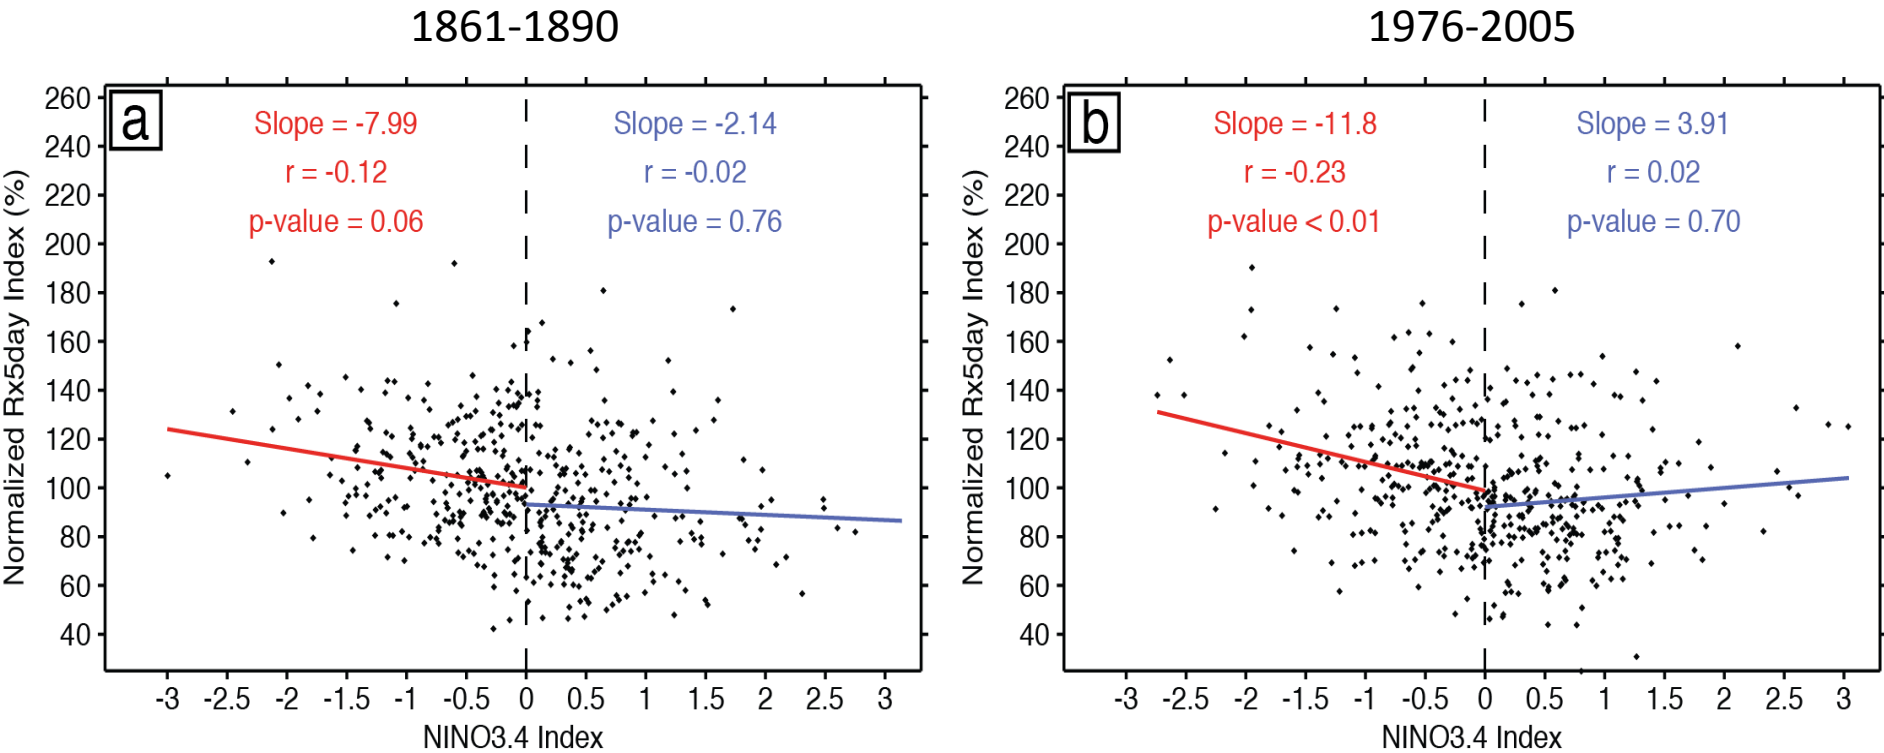 1861-1890
1976-2005
a
Slope = -7.99
r = -0.12
p-value = 0.06
Slope = -2.14
r = -0.02
p-value = 0.76
Normalized Rx5day Index (%)
260
240
220
200
180
160
140
120
100
80
60
40
-3 -2.5 -2 -1.5 -1 -0.5 0 0.5 1 1.5 2 2.5 3
NINO3.4 Index
b
Slope = -11.8
r = -0.23
p-value < 0.01
Slope = 3.91
r = 0.02
p-value = 0.70
Normalized Rx5day Index (%)
260
240
220
200
180
160
140
120
100
80
60
40
-3 -2.5 -2 -1.5 -1 -0.5 0 0.5 1 1.5 2 2.5 3
NINO3.4 Index